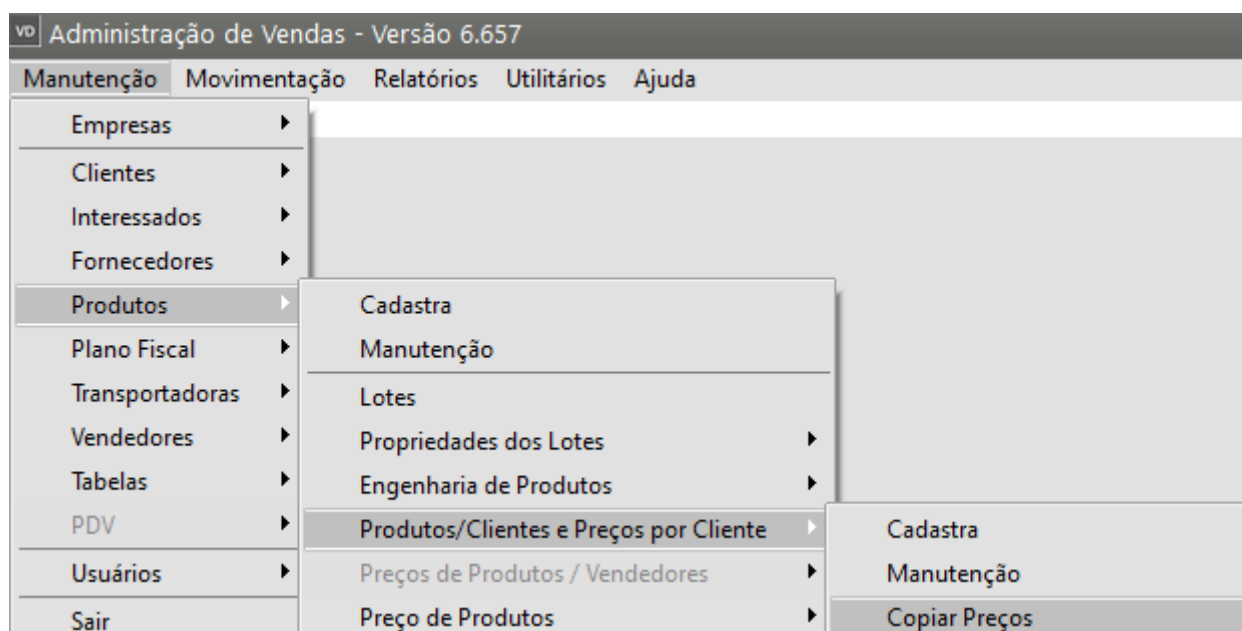 VD Administração de Vendas - Versão 6.657
Manutenção Movimentação Relatórios Utilitários Ajuda
Empresas
Clientes
Interessados
Fornecedores
Produtos
Plano Fiscal
Transportadoras
Vendedores
Tabelas
PDV
Usuários
Sair
Cadastra
Manutenção
Lotes
Propriedades dos Lotes
Engenharia de Produtos
Produtos/Clientes e Preços por Cliente
Preços de Produtos / Vendedores
Preço de Produtos
Cadastra
Manutenção
Copiar Preços